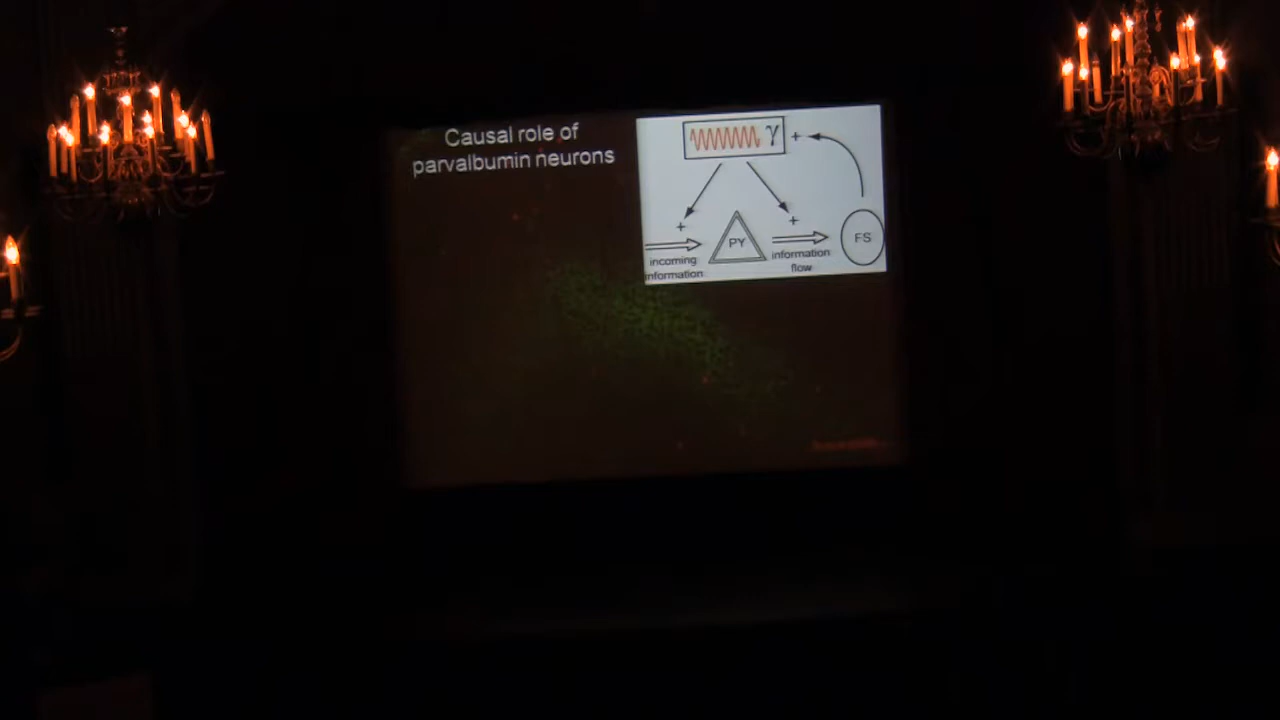 Causal role of
parvalbumin neurons
γ +
+ +
PY
FS
incoming
information
information
flow